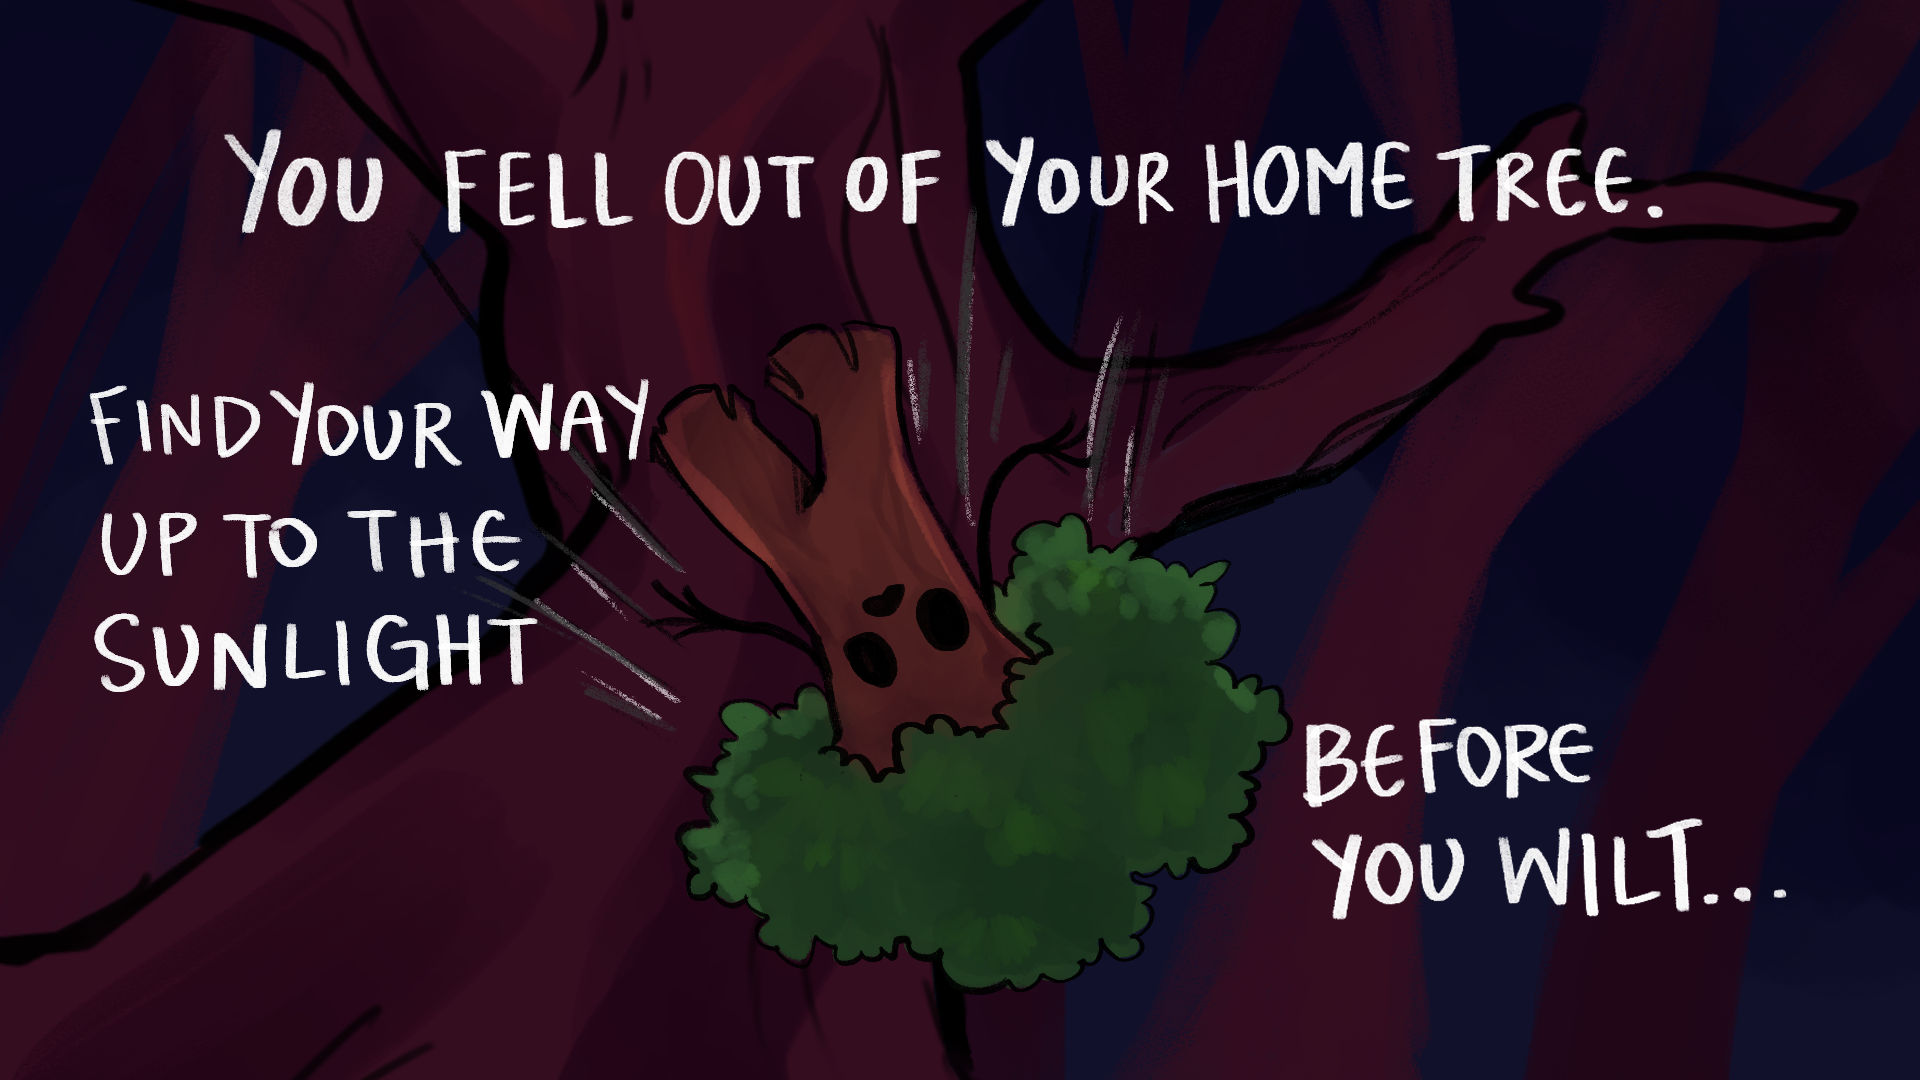 YOU FELL OUT OF YOUR HOME TREE.
FIND YOUR WAY
UP TO THE
SUNLIGHT
BEFORE
YOU WILT...